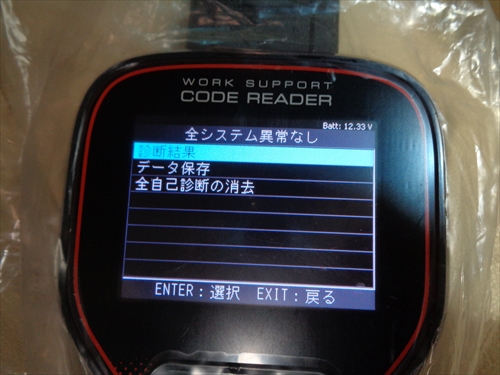 WORK SUPPORT
CODE READER
Batt: 12.33 V
全システム異常なし
診断結果
データ保存
全自己診断の消去
ENTER：選択 EXIT：戻る